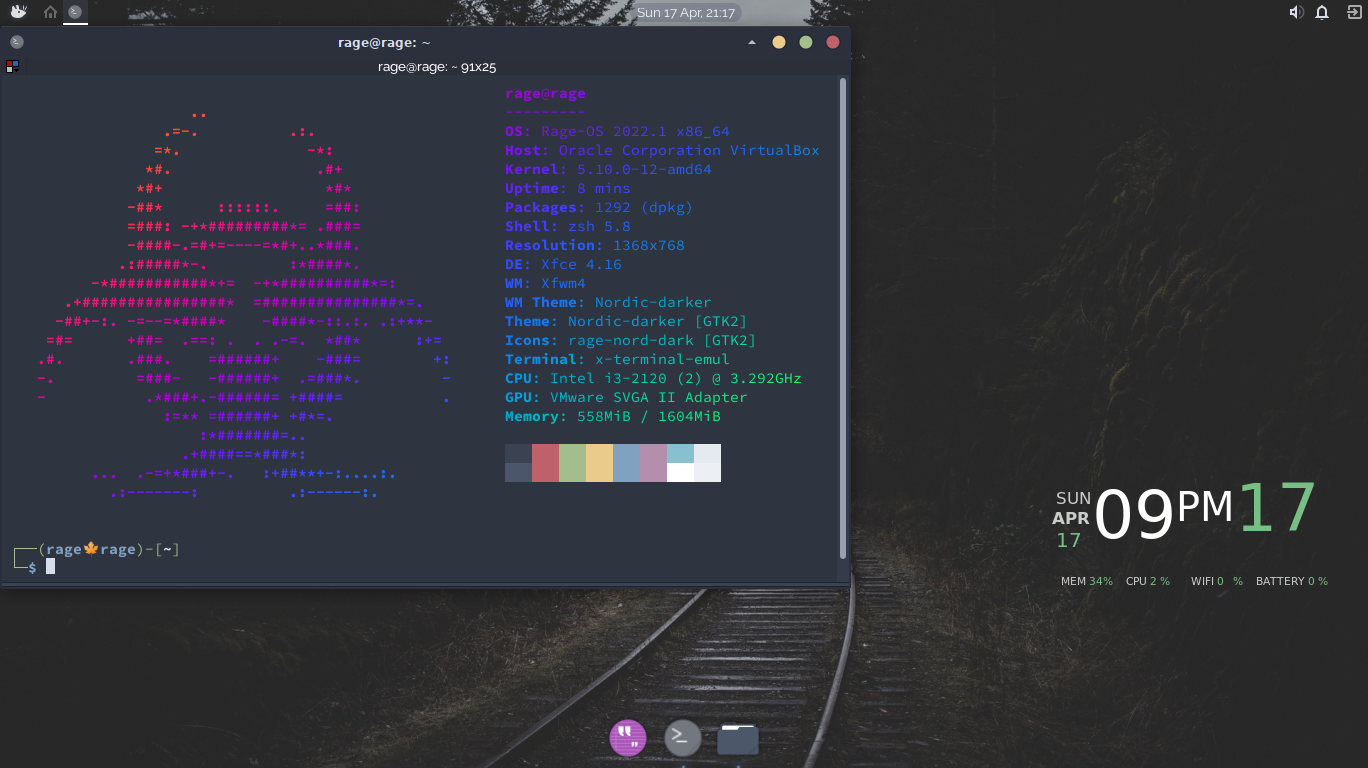 Sun 17 Apr, 21:17
rage@rage: ~
rage@rage: ~ 91x25
rage@rage
---------
OS: Rage-OS 2022.1 x86_64
Host: Oracle Corporation VirtualBox
Kernel: 5.10.0-12-amd64
Uptime: 8 mins
Packages: 1292 (dpkg)
Shell: zsh 5.8
Resolution: 1368x768
DE: Xfce 4.16
WM: Xfwm4
WM Theme: Nordic-darker
Theme: Nordic-darker [GTK2]
Icons: rage-nord-dark [GTK2]
Terminal: x-terminal-emul
CPU: Intel i3-2120 (2) @ 3.292GHz
GPU: VMware SVGA II Adapter
Memory: 558MiB / 1604MiB
(rage🍁rage)-[~]
$
SUN
APR
17
09PM17
MEM 34% CPU 2 % WIFI 0 % BATTERY 0 %